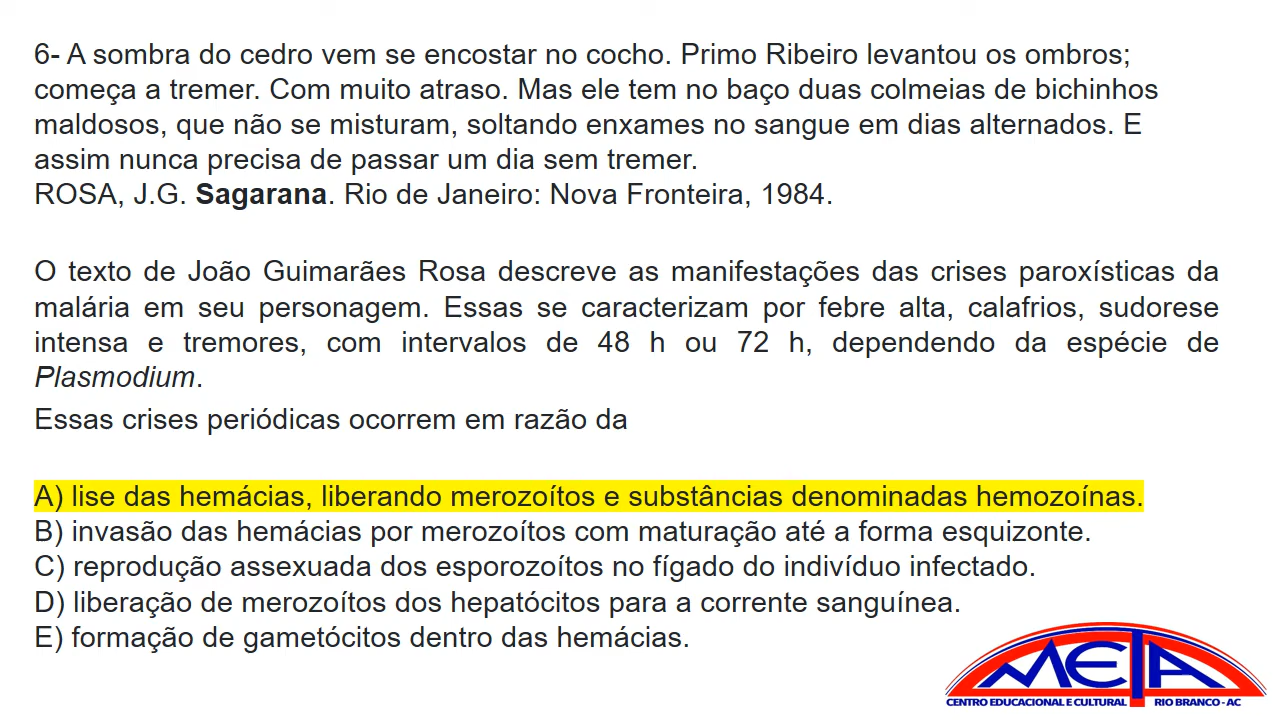 6- A sombra do cedro vem se encostar no cocho. Primo Ribeiro levantou os ombros;
começa a tremer. Com muito atraso. Mas ele tem no baço duas colmeias de bichinhos
maldosos, que não se misturam, soltando enxames no sangue em dias alternados. E
assim nunca precisa de passar um dia sem tremer.
ROSA, J.G. Sagarana. Rio de Janeiro: Nova Fronteira, 1984.
O texto de João Guimarães Rosa descreve as manifestações das crises paroxísticas da
malária em seu personagem. Essas se caracterizam por febre alta, calafrios, sudorese
intensa e tremores, com intervalos de 48 h ou 72 h, dependendo da espécie de
Plasmodium.
Essas crises periódicas ocorrem em razão da
A) lise das hemácias, liberando merozoítos e substâncias denominadas hemozoínas.
B) invasão das hemácias por merozoítos com maturação até a forma esquizonte.
C) reprodução assexuada dos esporozoítos no fígado do indivíduo infectado.
D) liberação de merozoítos dos hepatócitos para a corrente sanguínea.
E) formação de gametócitos dentro das hemácias.
META
CENTRO EDUCACIONAL E CULTURAL RIO BRANCO - AC